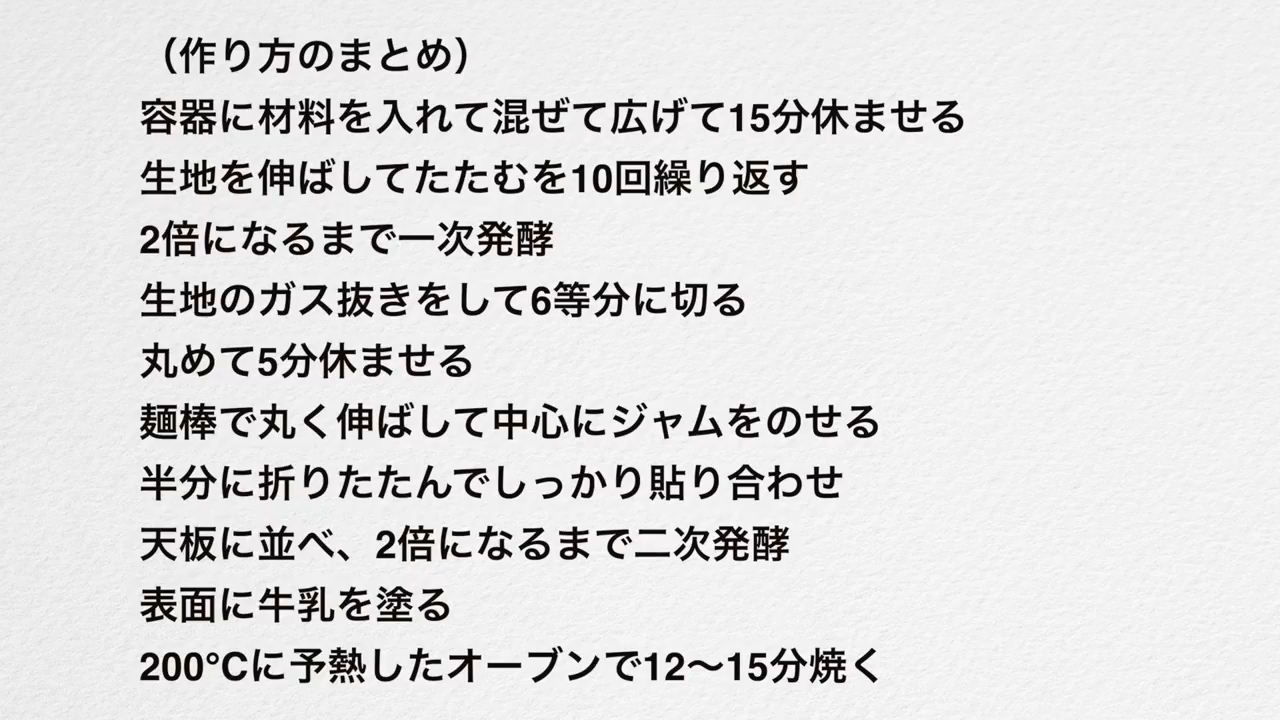 （作り方のまとめ）
容器に材料を入れて混ぜて広げて15分休ませる
生地を伸ばしてたたむを10回繰り返す
2倍になるまで一次発酵
生地のガス抜きをして6等分に切る
丸めて5分休ませる
麺棒で丸く伸ばして中心にジャムをのせる
半分に折りたたんでしっかり貼り合わせ
天板に並べ、2倍になるまで二次発酵
表面に牛乳を塗る
200°Cに予熱したオーブンで12〜15分焼く